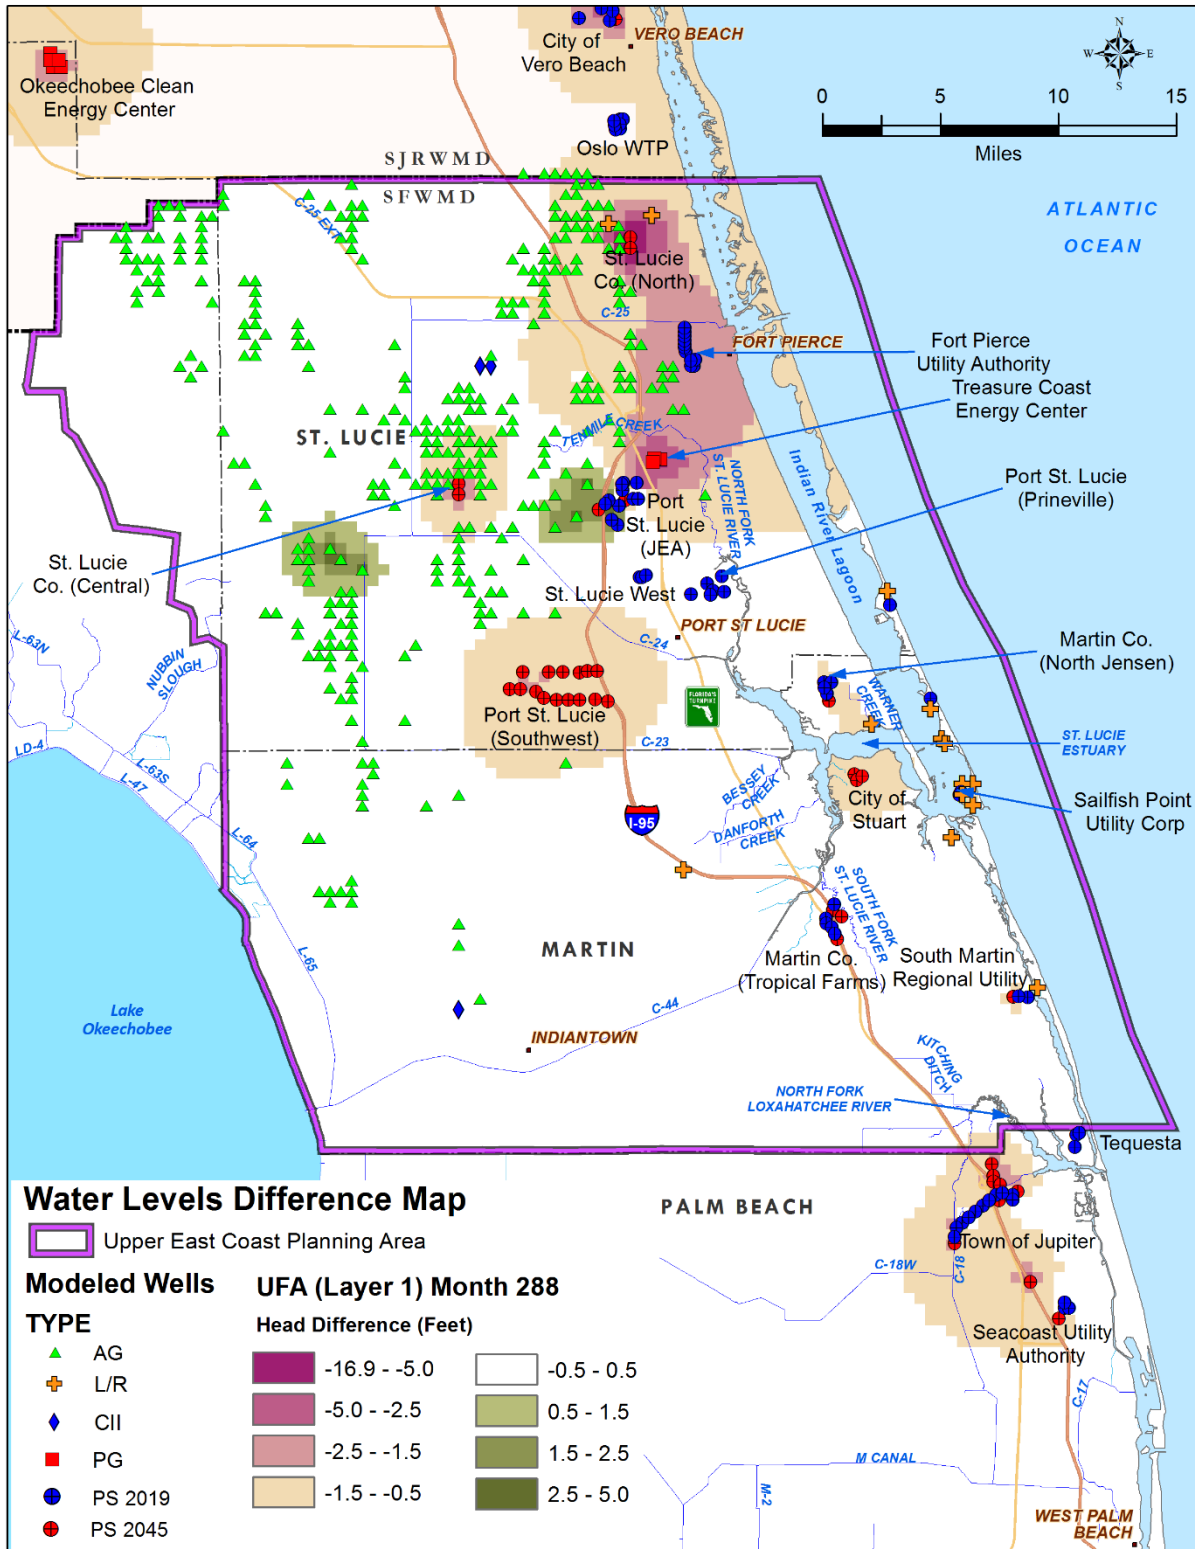 VERO BEACH
City of
Vero Beach
Okeechobee Clean
Energy Center
Oslo WTP
N
W
E
S
0
5
10
15
Miles
SJRWMD
SFWMD
C-25 EXT
ATLANTIC
OCEAN
St. Lucie
Co. (North)
C-25
FORT PIERCE
Fort Pierce
Utility Authority
Treasure Coast
Energy Center
ST. LUCIE
TENMILE CREEK
NORTH FORK
ST. LUCIE RIVER
Indian River Lagoon
Port St. Lucie
(Prineville)
Port
St. Lucie
(JEA)
St. Lucie
Co. (Central)
St. Lucie West
PORT ST LUCIE
C-24
L-63N
NUBBIN
SLOUGH
Martin Co.
(North Jensen)
WARNER
CREEK
FLORIDA'S
TURNPIKE
Port St. Lucie
(Southwest)
C-23
LD-4
L-63S
L-47
ST. LUCIE
ESTUARY
BESSEY
CREEK
DANFORTH
CREEK
City of
Stuart
Sailfish Point
Utility Corp
I-95
L-64
SOUTH FORK
ST. LUCIE RIVER
L-65
MARTIN
Martin Co.
(Tropical Farms)
South Martin
Regional Utility
C-44
Lake
Okeechobee
INDIANTOWN
KITCHING
DITCH
NORTH FORK
LOXAHATCHEE RIVER
Tequesta
PALM BEACH
Town of Jupiter
C-18W
C-18
Seacoast Utility
Authority
C-17
M CANAL
M-2
WEST PALM
BEACH
Water Levels Difference Map
Upper East Coast Planning Area
Modeled Wells
TYPE
AG
L/R
CII
PG
PS 2019
PS 2045
UFA (Layer 1) Month 288
Head Difference (Feet)
-16.9 - -5.0
-5.0 - -2.5
-2.5 - -1.5
-1.5 - -0.5
-0.5 - 0.5
0.5 - 1.5
1.5 - 2.5
2.5 - 5.0